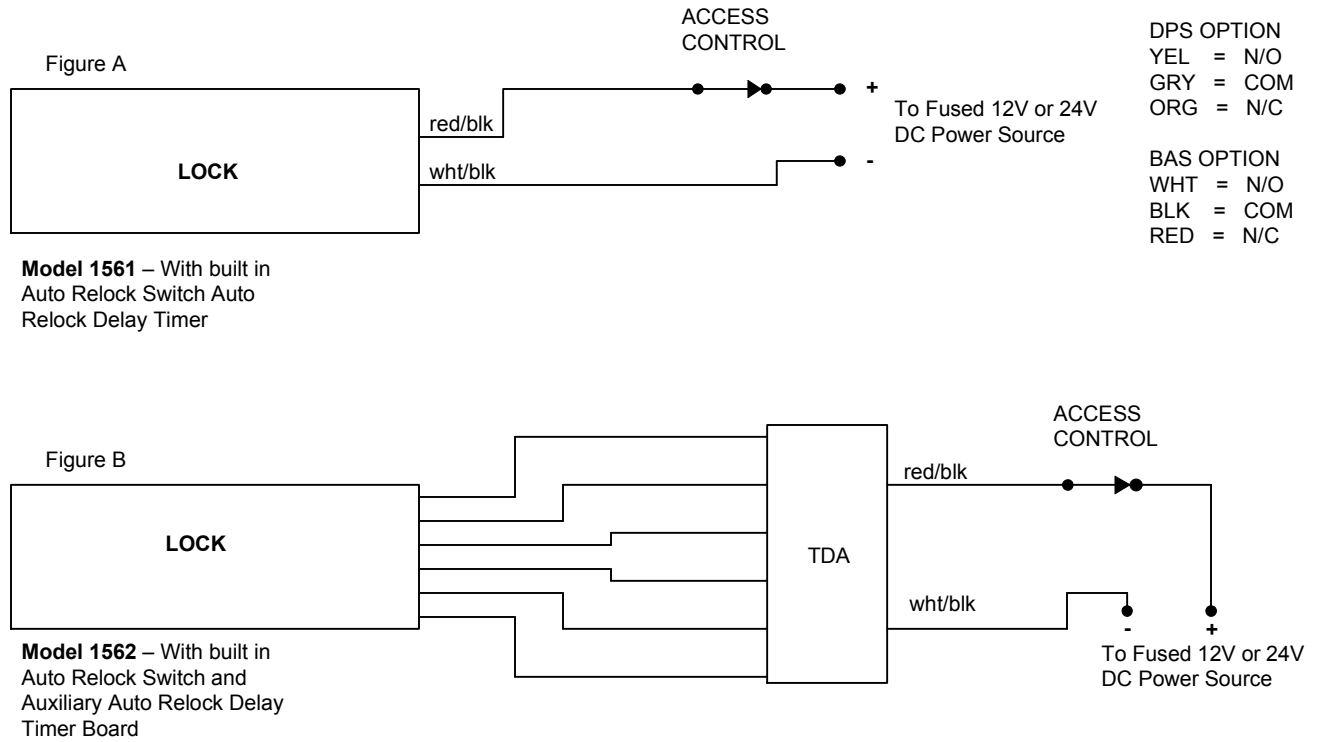 Figure A
ACCESS
CONTROL
red/blk
wht/blk
LOCK
+
-
To Fused 12V or 24V
DC Power Source
DPS OPTION
YEL = N/O
GRY = COM
ORG = N/C
BAS OPTION
WHT = N/O
BLK = COM
RED = N/C
Model 1561 – With built in
Auto Relock Switch Auto
Relock Delay Timer
Figure B
LOCK
TDA
ACCESS
CONTROL
red/blk
wht/blk
- +
To Fused 12V or 24V
DC Power Source
Model 1562 – With built in
Auto Relock Switch and
Auxiliary Auto Relock Delay
Timer Board